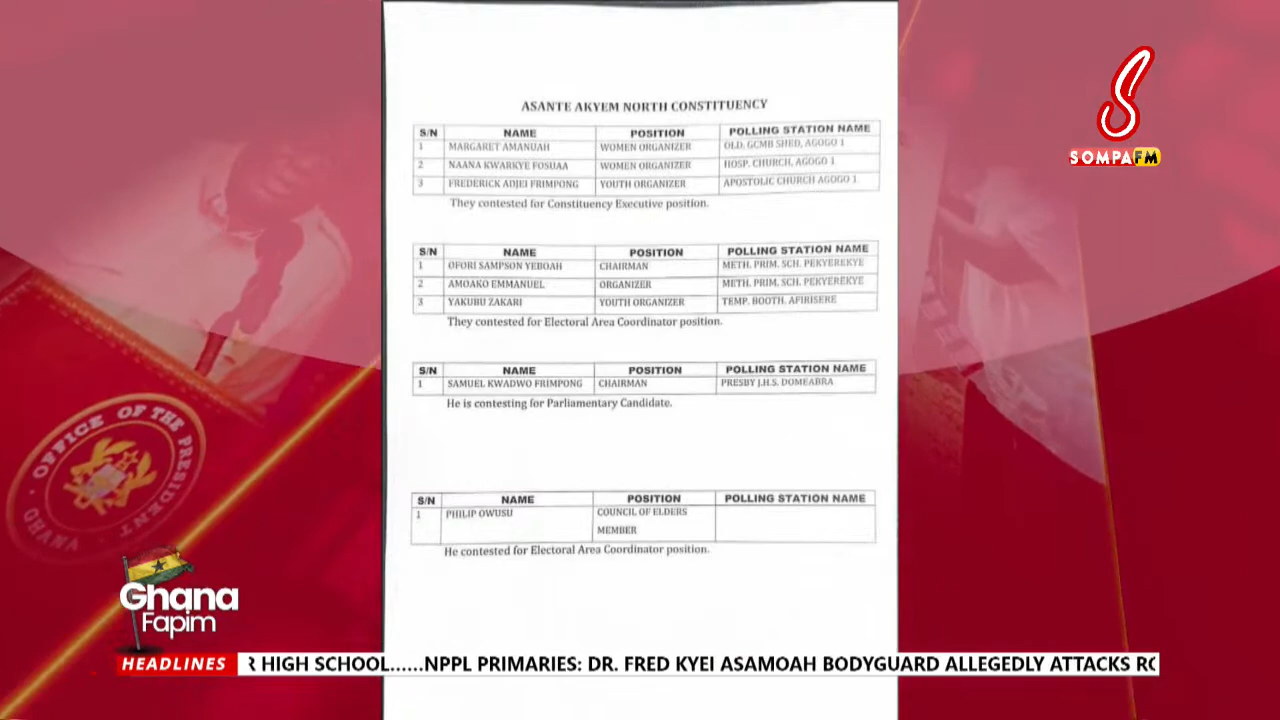 ASANTE AKYEM NORTH CONSTITUENCY
S/N NAME POSITION POLLING STATION NAME
1 MARGARET AMANUAH WOMEN ORGANIZER OLD. GCMB SHED, AGOGO 1
2 NAANA KWARKYE FOSUAA WOMEN ORGANIZER HOSP. CHURCH, AGOGO 1
3 FREDERICK ADJEI FRIMPONG YOUTH ORGANIZER APOSTOLIC CHURCH AGOGO 1
They contested for Constituency Executive position.
S/N NAME POSITION POLLING STATION NAME
1 OFORI SAMPSON YEBOAH CHAIRMAN METH. PRIM. SCH. PEKYEREKYE
2 AMOAKO EMMANUEL ORGANIZER METH. PRIM. SCH. PEKYEREKYE
3 YAKUBU ZAKARI YOUTH ORGANIZER TEMP. BOOTH. AFIRISERE
They contested for Electoral Area Coordinator position.
S/N NAME POSITION POLLING STATION NAME
1 SAMUEL KWADWO FRIMPONG CHAIRMAN PRESBY J.H.S. DOMEABRA
He is contesting for Parliamentary Candidate.
S/N NAME POSITION POLLING STATION NAME
1 PHILIP OWUSU COUNCIL OF ELDERS
MEMBER
He contested for Electoral Area Coordinator position.
SOMPA FM
OFFICE OF THE PRESIDENT
GHANA
Ghana
Fapim
HEADLINES R HIGH SCHOOL......NPPL PRIMARIES: DR. FRED KYEI ASAMOAH BODYGUARD ALLEGEDLY ATTACKS RO